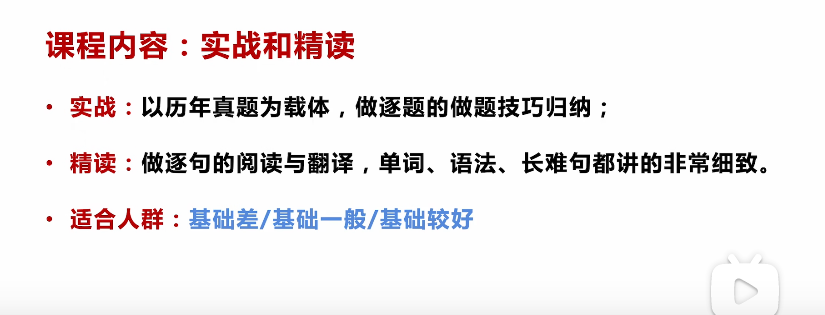 课程内容：实战和精读
• 实战：以历年真题为载体，做逐题的做题技巧归纳；
• 精读：做逐句的阅读与翻译，单词、语法、长难句都讲的非常细致。
• 适合人群：基础差/基础一般/基础较好